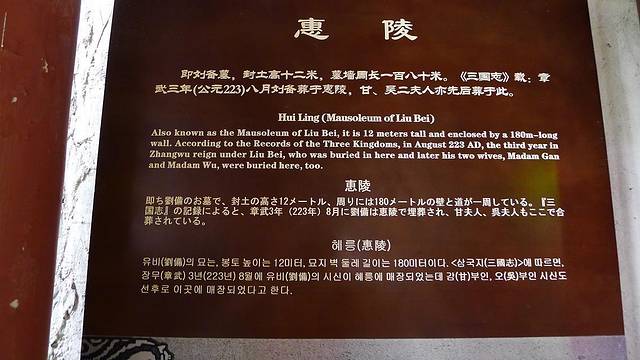 惠 陵
即刘备墓，封土高十二米，墓墙周长一百八十米。《三国志》载：章
武三年(公元223)八月刘备葬于惠陵，甘、吴二夫人亦先后葬于此。
Hui Ling (Mausoleum of Liu Bei)
Also known as the Mausoleum of Liu Bei, it is 12 meters tall and enclosed by a 180m-long
wall. According to the Records of the Three Kingdoms, in August 223 AD, the third year in
Zhangwu reign under Liu Bei, who was buried in here and later his two wives, Madam Gan
and Madam Wu, were buried here, too.
惠陵
即ち劉備のお墓で、封土の高さ12メートル、周りには180メートルの壁と道が一周している。『三
国志』の記録によると、章武3年（223年）8月に劉備は恵陵で埋葬され、甘夫人、呉夫人もここで合
葬されている。
혜릉(惠陵)
유비(劉備)의 묘는, 봉토 높이는 12미터, 묘지 벽 둘레 길이는 180미터이다. <삼국지(三國志)>에 따르면,
장무(章武) 3년(223년) 8월에 유비(劉備)의 시신이 혜릉에 매장되었는데 감(甘)부인, 오(吳)부인 시신도
선후로 이곳에 매장되었다고 한다.